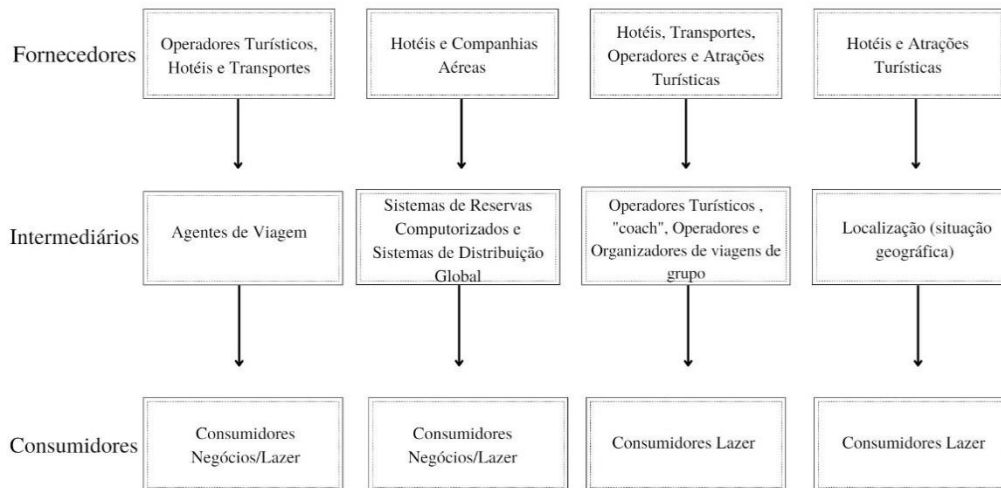 Fornecedores
Operadores Turísticos,
Hotéis e Transportes
Hotéis e Companhias
Aéreas
Hotéis, Transportes,
Operadores e Atrações
Turísticas
Hotéis e Atrações
Turísticas
Intermediários
Agentes de Viagem
Sistemas de Reservas
Computorizados e
Sistemas de Distribuição
Global
Operadores Turísticos ,
"coach", Operadores e
Organizadores de viagens de
grupo
Localização (situação
geográfica)
Consumidores
Consumidores
Negócios/Lazer
Consumidores
Negócios/Lazer
Consumidores Lazer
Consumidores Lazer